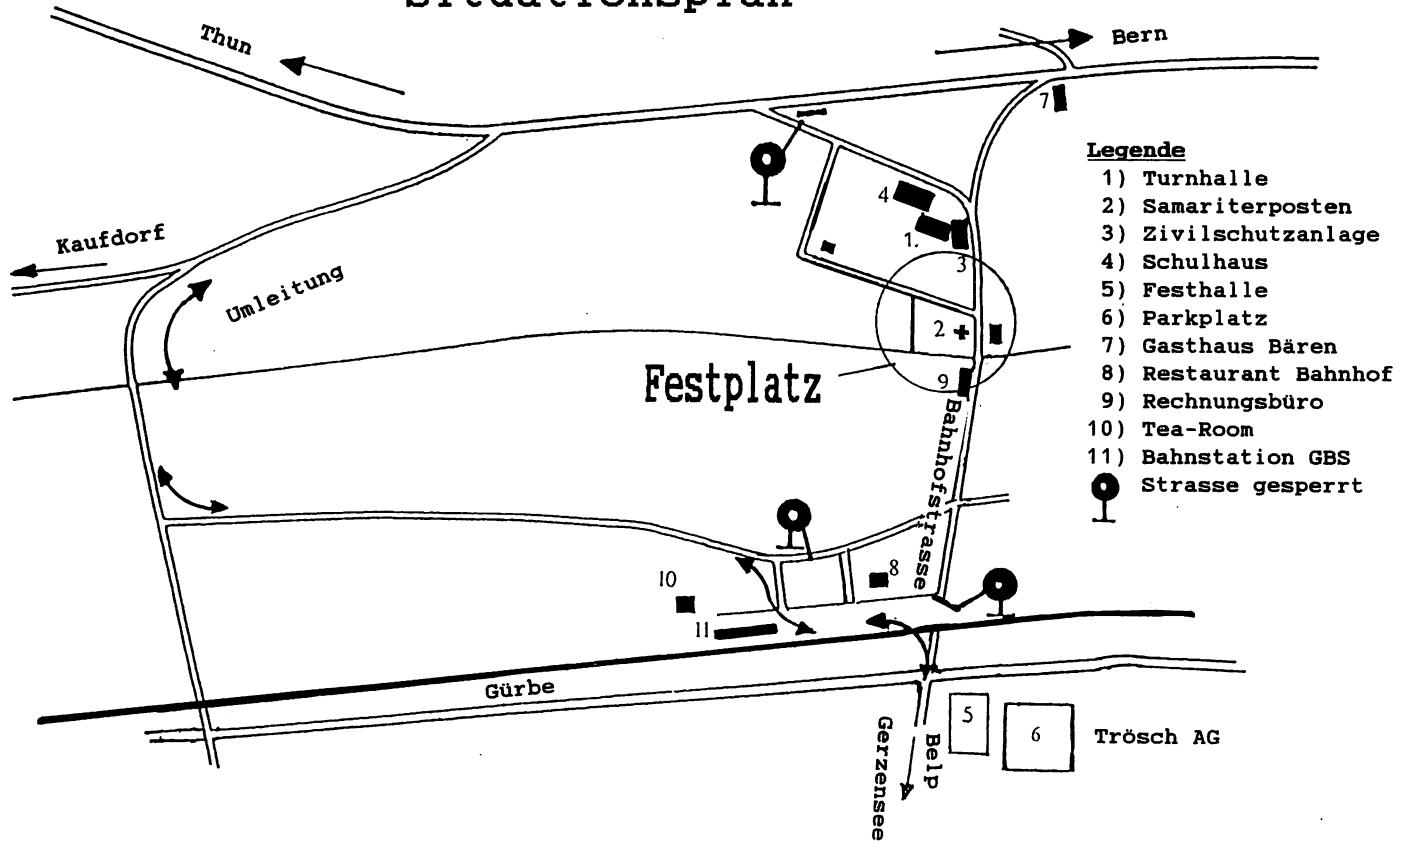 Situationsplan
Thun
Bern
7
Legende
1) Turnhalle
2) Samariterposten
3) Zivilschutzanlage
4) Schulhaus
5) Festhalle
6) Parkplatz
7) Gasthaus Bären
8) Restaurant Bahnhof
9) Rechnungsbüro
10) Tea-Room
11) Bahnstation GBS
Strasse gesperrt
4
1.
3
Kaufdorf
Umleitung
2
Festplatz
9
Bahnhofstrasse
8
10
11
Gürbe
5
6
Trösch AG
Belp
Gerzensee